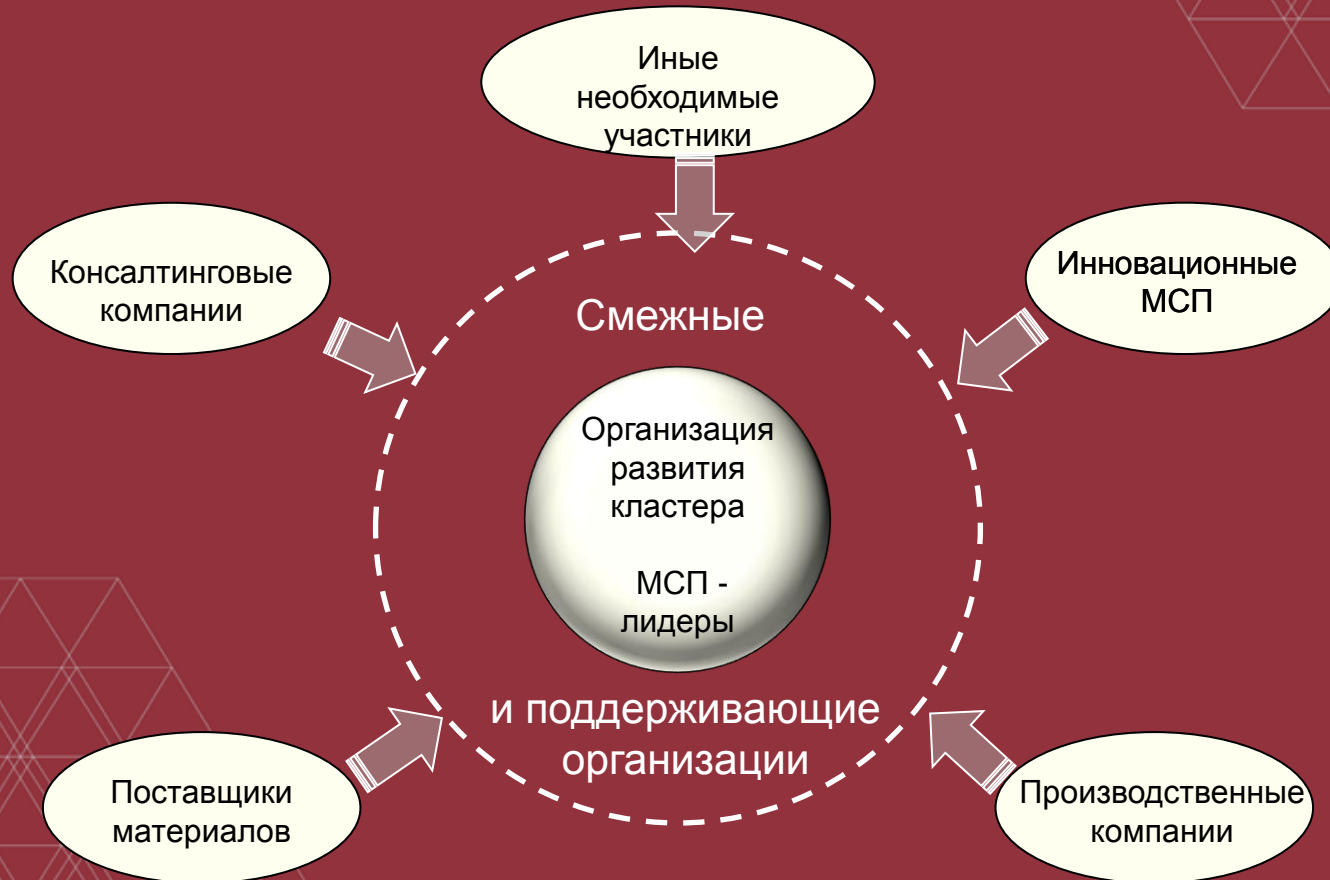 Иные
необходимые
участники
Консалтинговые
компании
Инновационные
МСП
Смежные
Организация
развития
кластера
МСП -
лидеры
и поддерживающие
организации
Поставщики
материалов
Производственные
компании